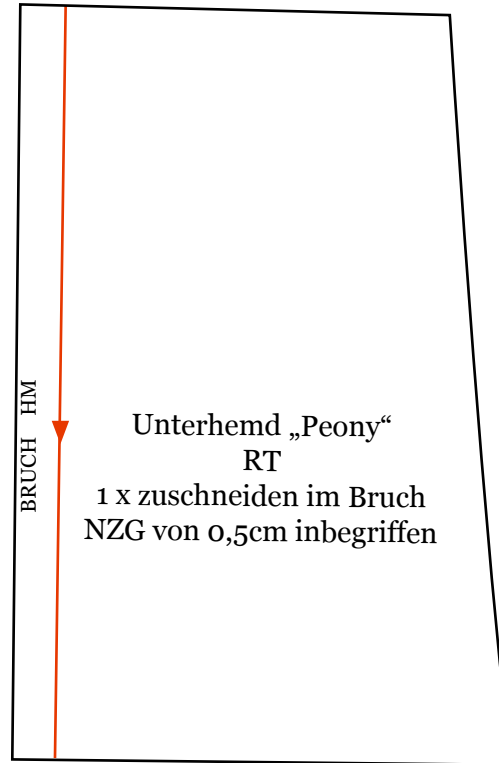 BRUCH HM
Unterhemd „Peony“
RT
1 x zuschneiden im Bruch
NZG von 0,5cm inbegriffen